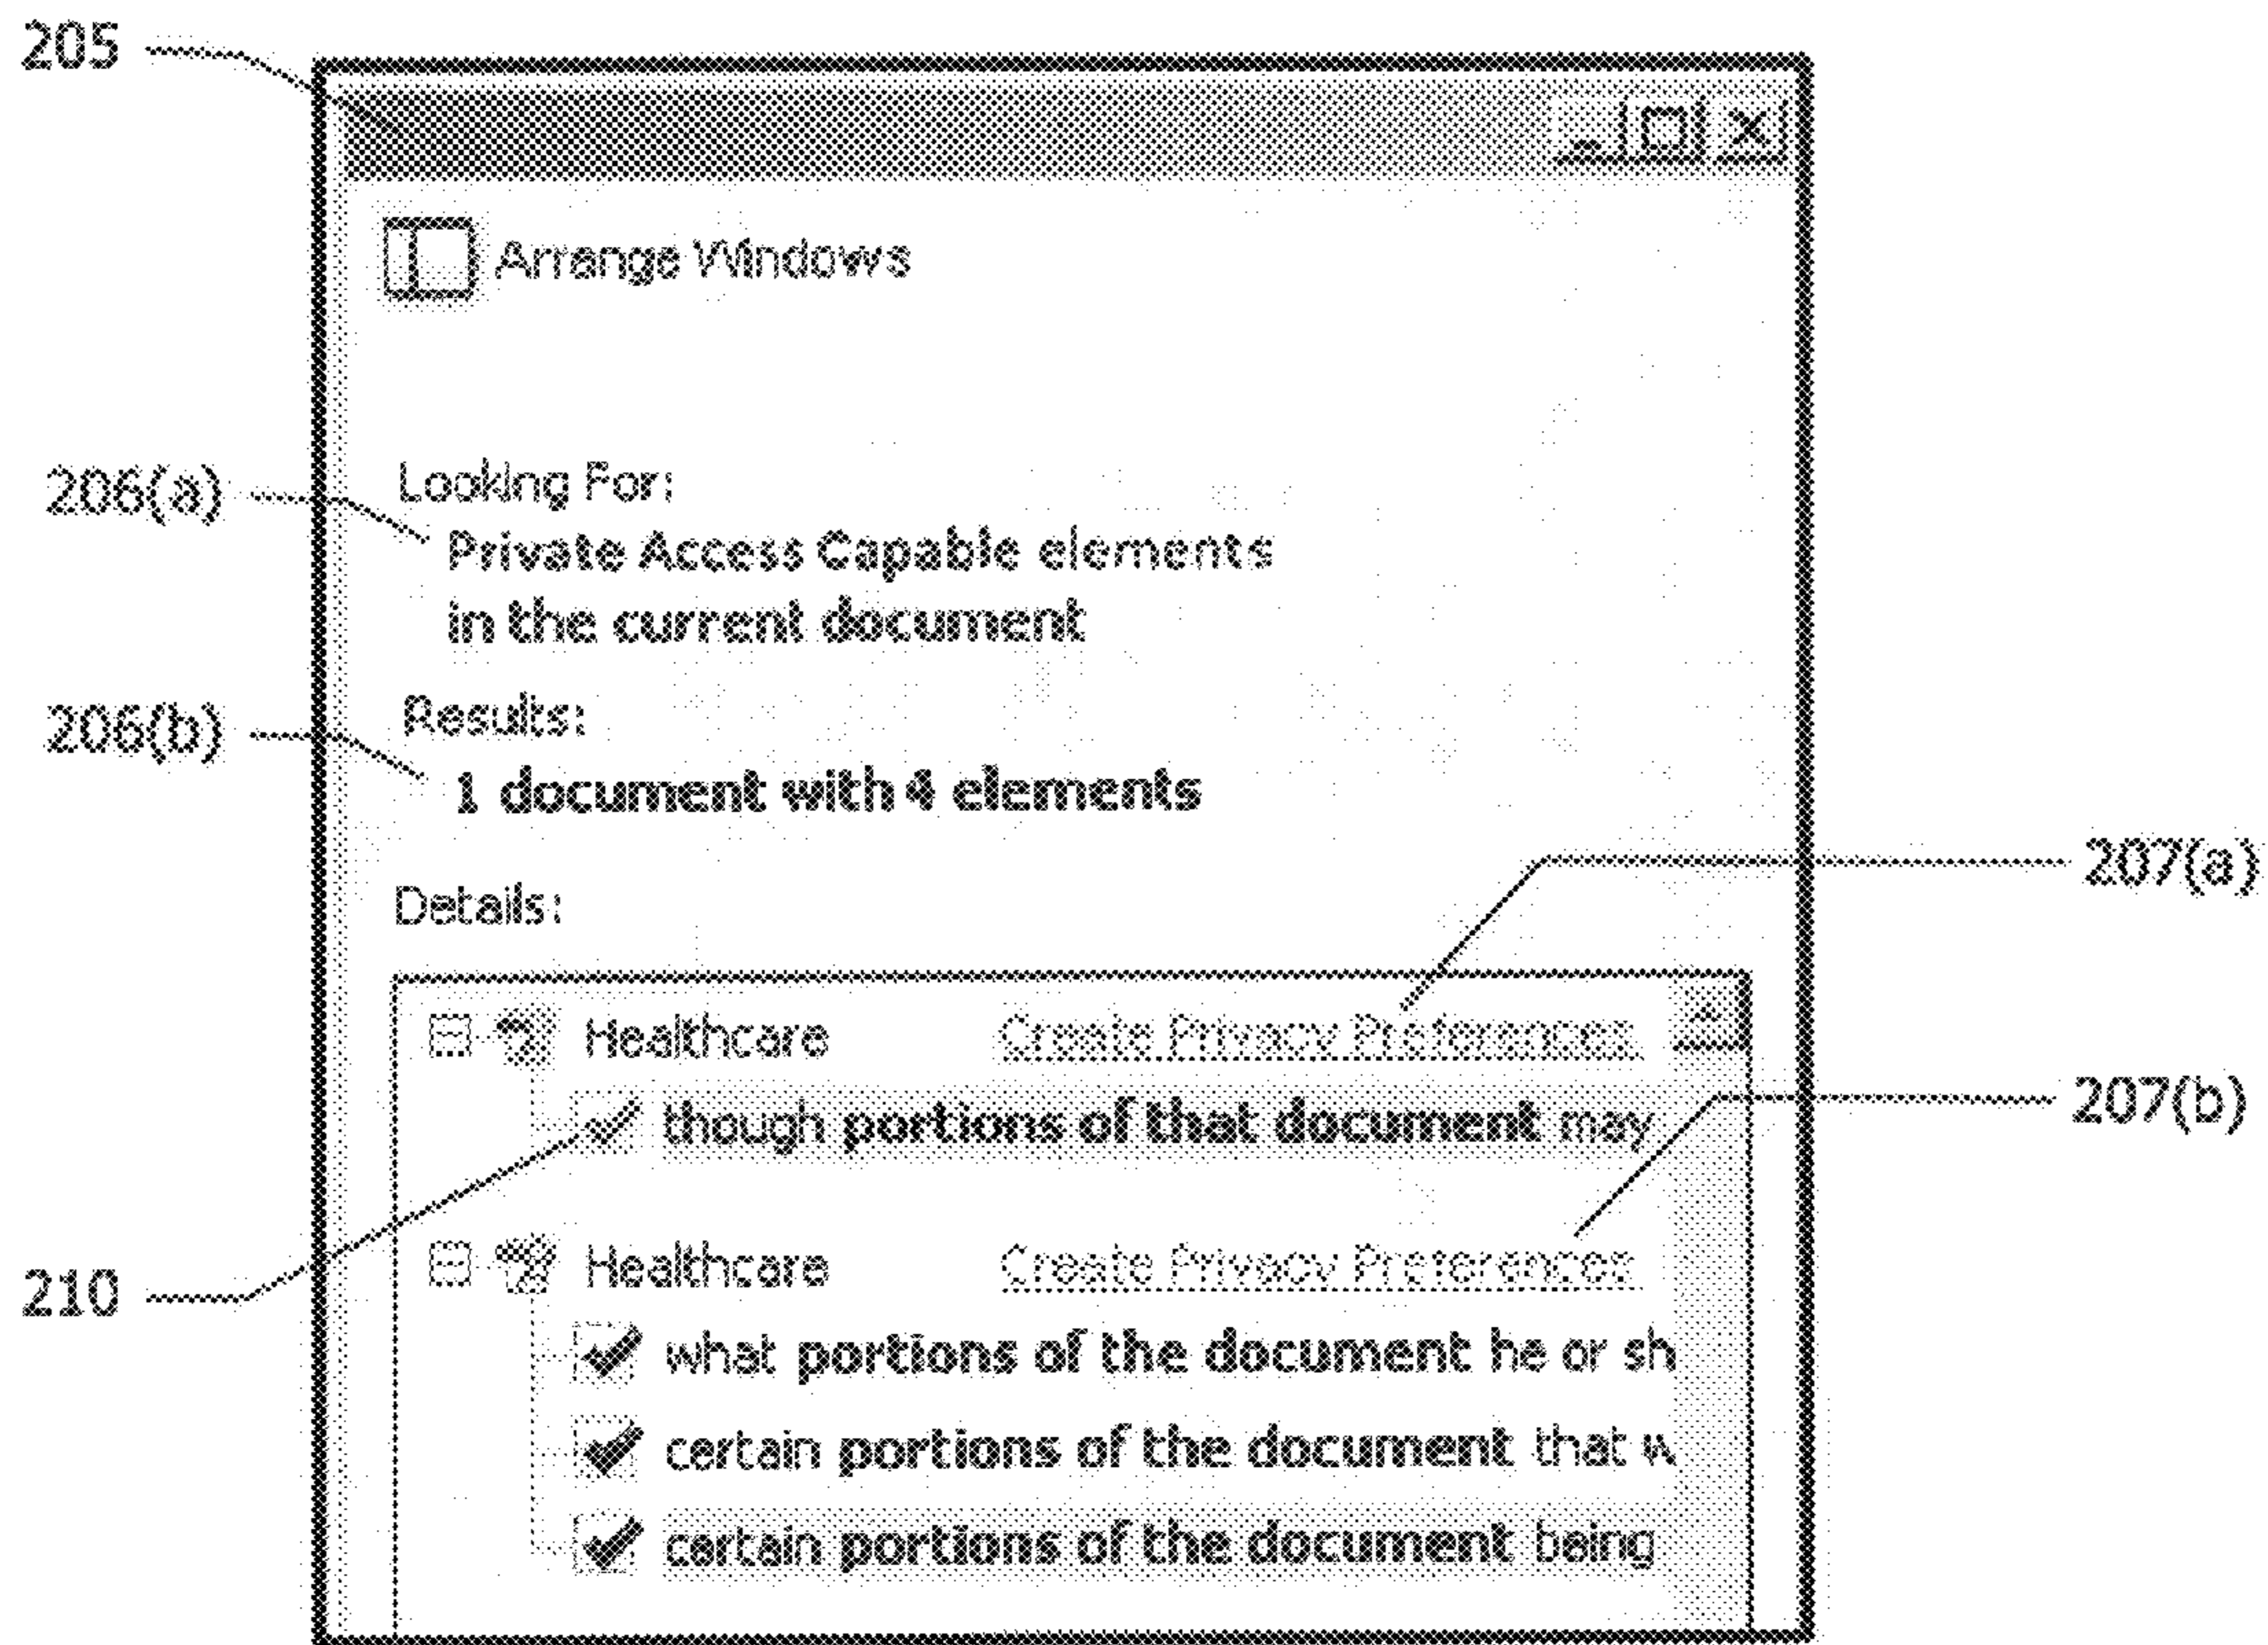 205
Arrange Windows
206(a)
Looking For:
Private Access Capable elements
in the current document
206(b)
Results:
1 document with 4 elements
207(a)
Details:
Healthcare Create Privacy Preferences
207(b)
though portions of that document may
210
Healthcare Create Privacy Preferences
what portions of the document he or sh
certain portions of the document that w
certain portions of the document being